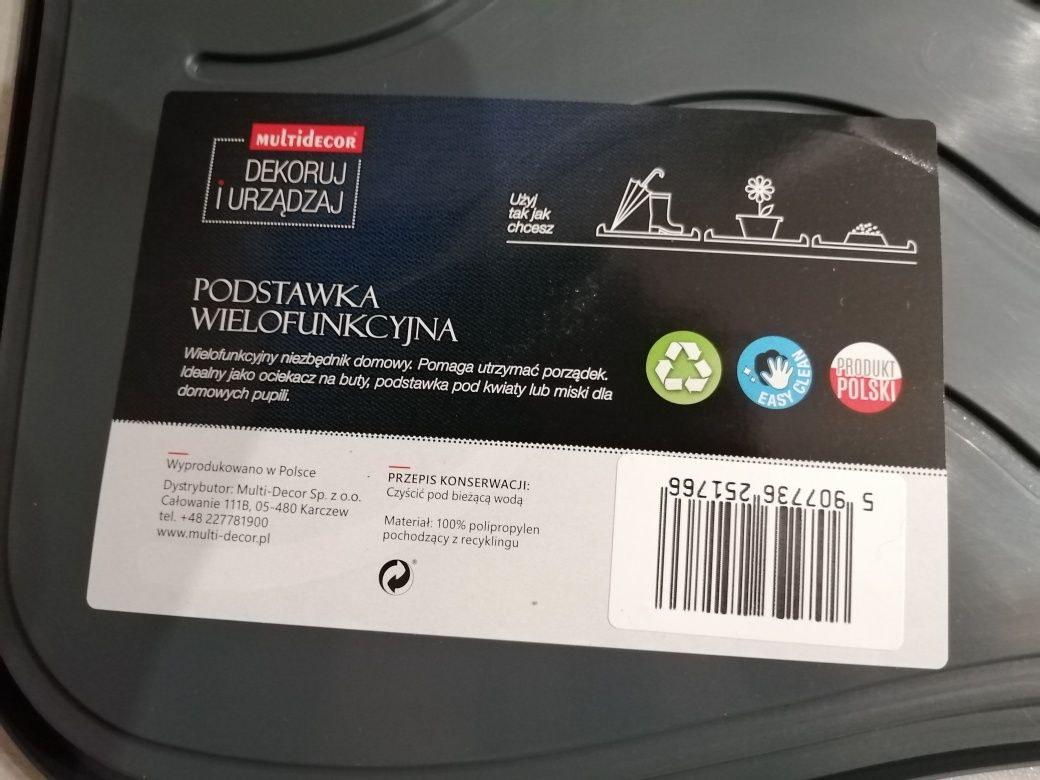 MULTIDECOR
DEKORUJ
I URZĄDZAJ
Użyj
tak jak
chcesz
PODSTAWKA
WIELOFUNKCYJNA
Wielofunkcyjny niezbędnik domowy. Pomaga utrzymać porządek.
Idealny jako ociekacz na buty, podstawka pod kwiaty lub miski dla
domowych pupili.
EASY CLEAN
PRODUKT
POLSKI
Wyprodukowano w Polsce
Dystrybutor: Multi-Decor Sp. z o.o.
Całowanie 111B, 05-480 Karczew
tel. +48 227781900
www.multi-decor.pl
PRZEPIS KONSERWACJI:
Czyścić pod bieżącą wodą
Materiał: 100% polipropylen
pochodzący z recyklingu
5 907736 251766